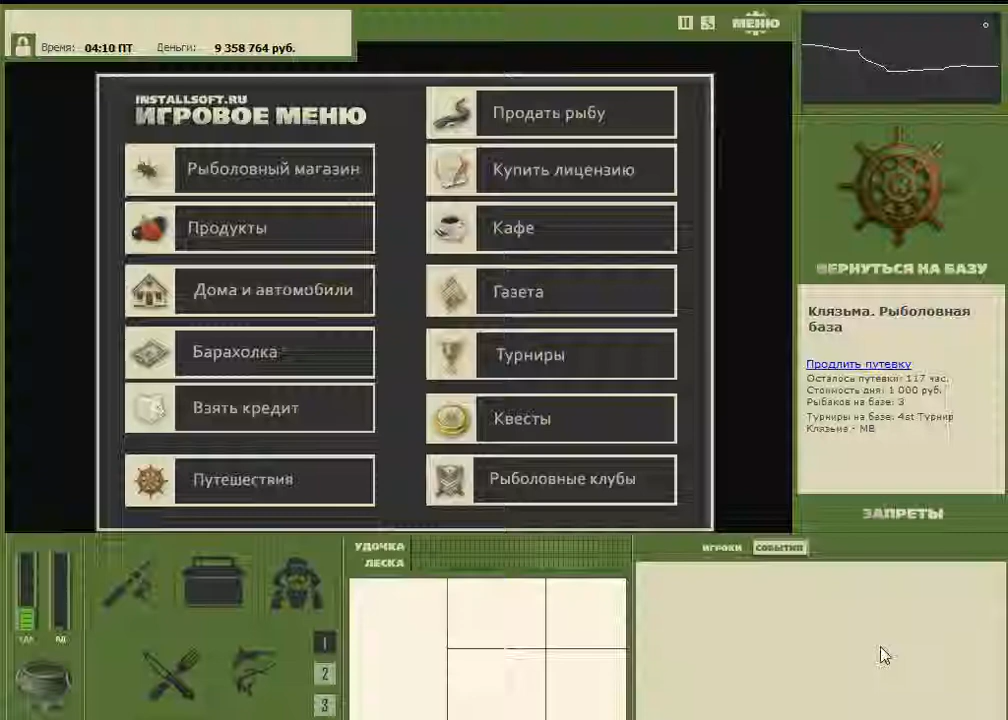 Время: 04:10 ПТ Деньги: 9 358 764 руб.
МЕНЮ
INSTALLSOFT.RU
ИГРОВОЕ МЕНЮ
Рыболовный магазин
Продукты
Дома и автомобили
Барахолка
Взять кредит
Путешествия
Продать рыбу
Купить лицензию
Кафе
Газета
Турниры
Квесты
Рыболовные клубы
ВЕРНУТЬСЯ НА БАЗУ
Клязьма. Рыболовная
база
Продлить путевку
Осталось путевки: 117 час.
Стоимость дня: 1 000 руб.
Рыбаков на базе: 3
Турниры на базе: 4st Турнир
Клязьма - МВ
ЗАПРЕТЫ
УДОЧКА
ЛЕСКА
ИГРОКИ СОБЫТИЯ
ЕДА
1
2
3